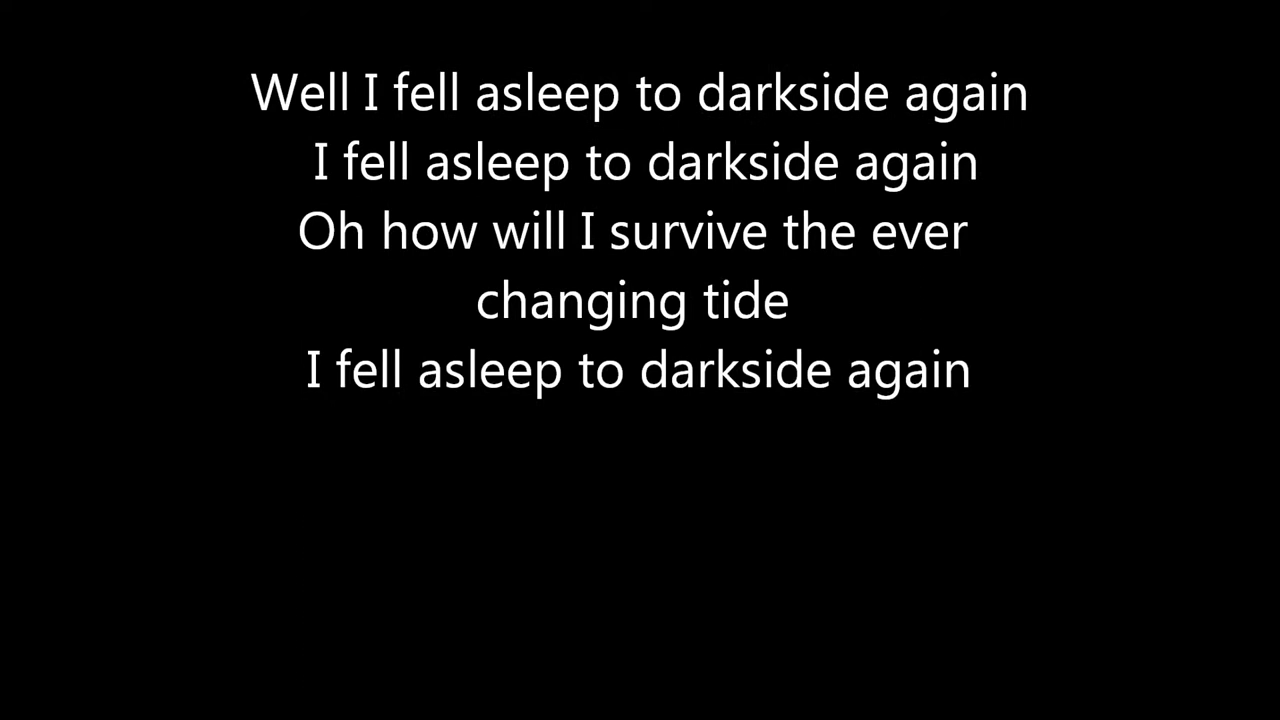 Well I fell asleep to darkside again
I fell asleep to darkside again
Oh how will I survive the ever
changing tide
I fell asleep to darkside again